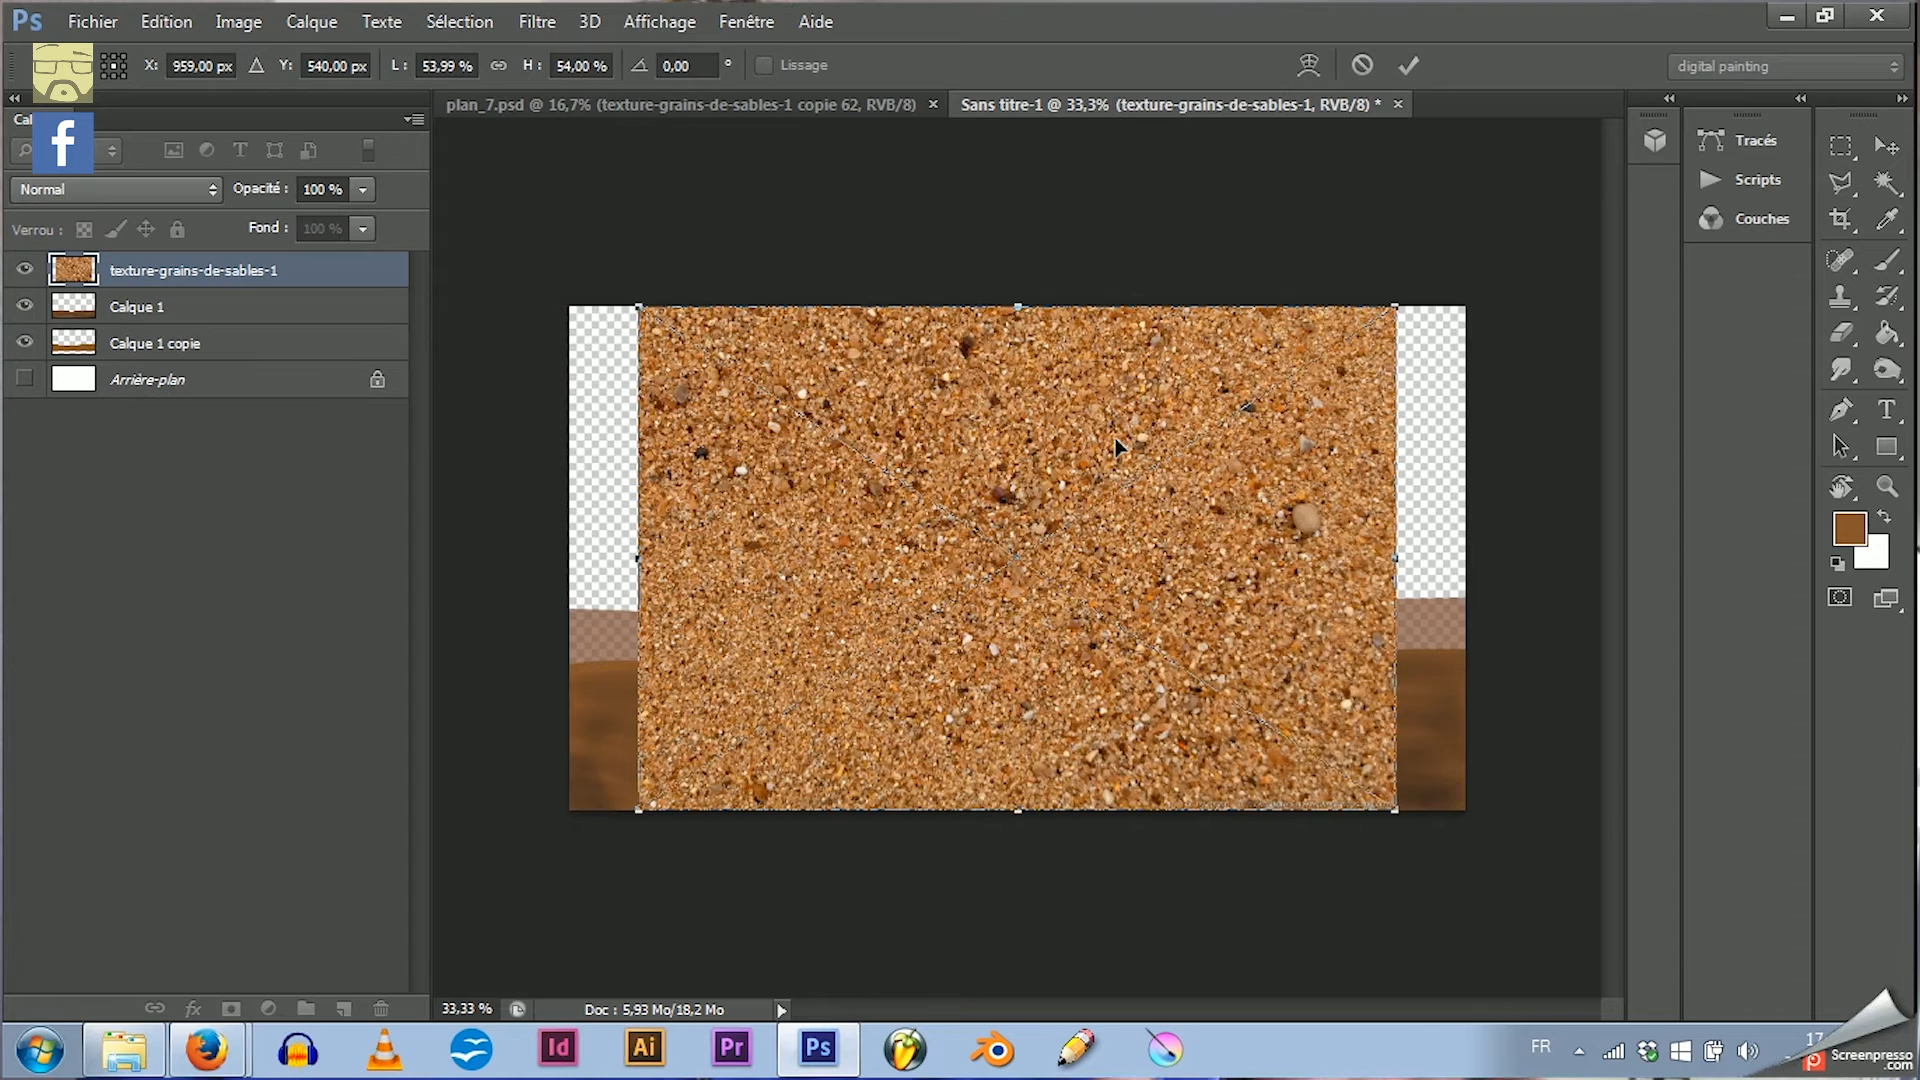 Ps Fichier Edition Image Calque Texte Sélection Filtre 3D Affichage Fenêtre Aide
X: 959,00 px Y: 540,00 px L: 53,99 % H: 54,00 % 0,00 ° Lissage digital painting
plan_7.psd @ 16,7% (texture-grains-de-sables-1 copie 62, RVB/8) × Sans titre-1 @ 33,3% (texture-grains-de-sables-1, RVB/8) * ×
f
Normal Opacité : 100 %
Verrou : Fond : 100 %
texture-grains-de-sables-1
Calque 1
Calque 1 copie
Arrière-plan
Tracés
Scripts
Couches
33,33 % Doc : 5,93 Mo/18,2 Mo
Id Ai Pr Ps FR 17
Screenpresso
.com